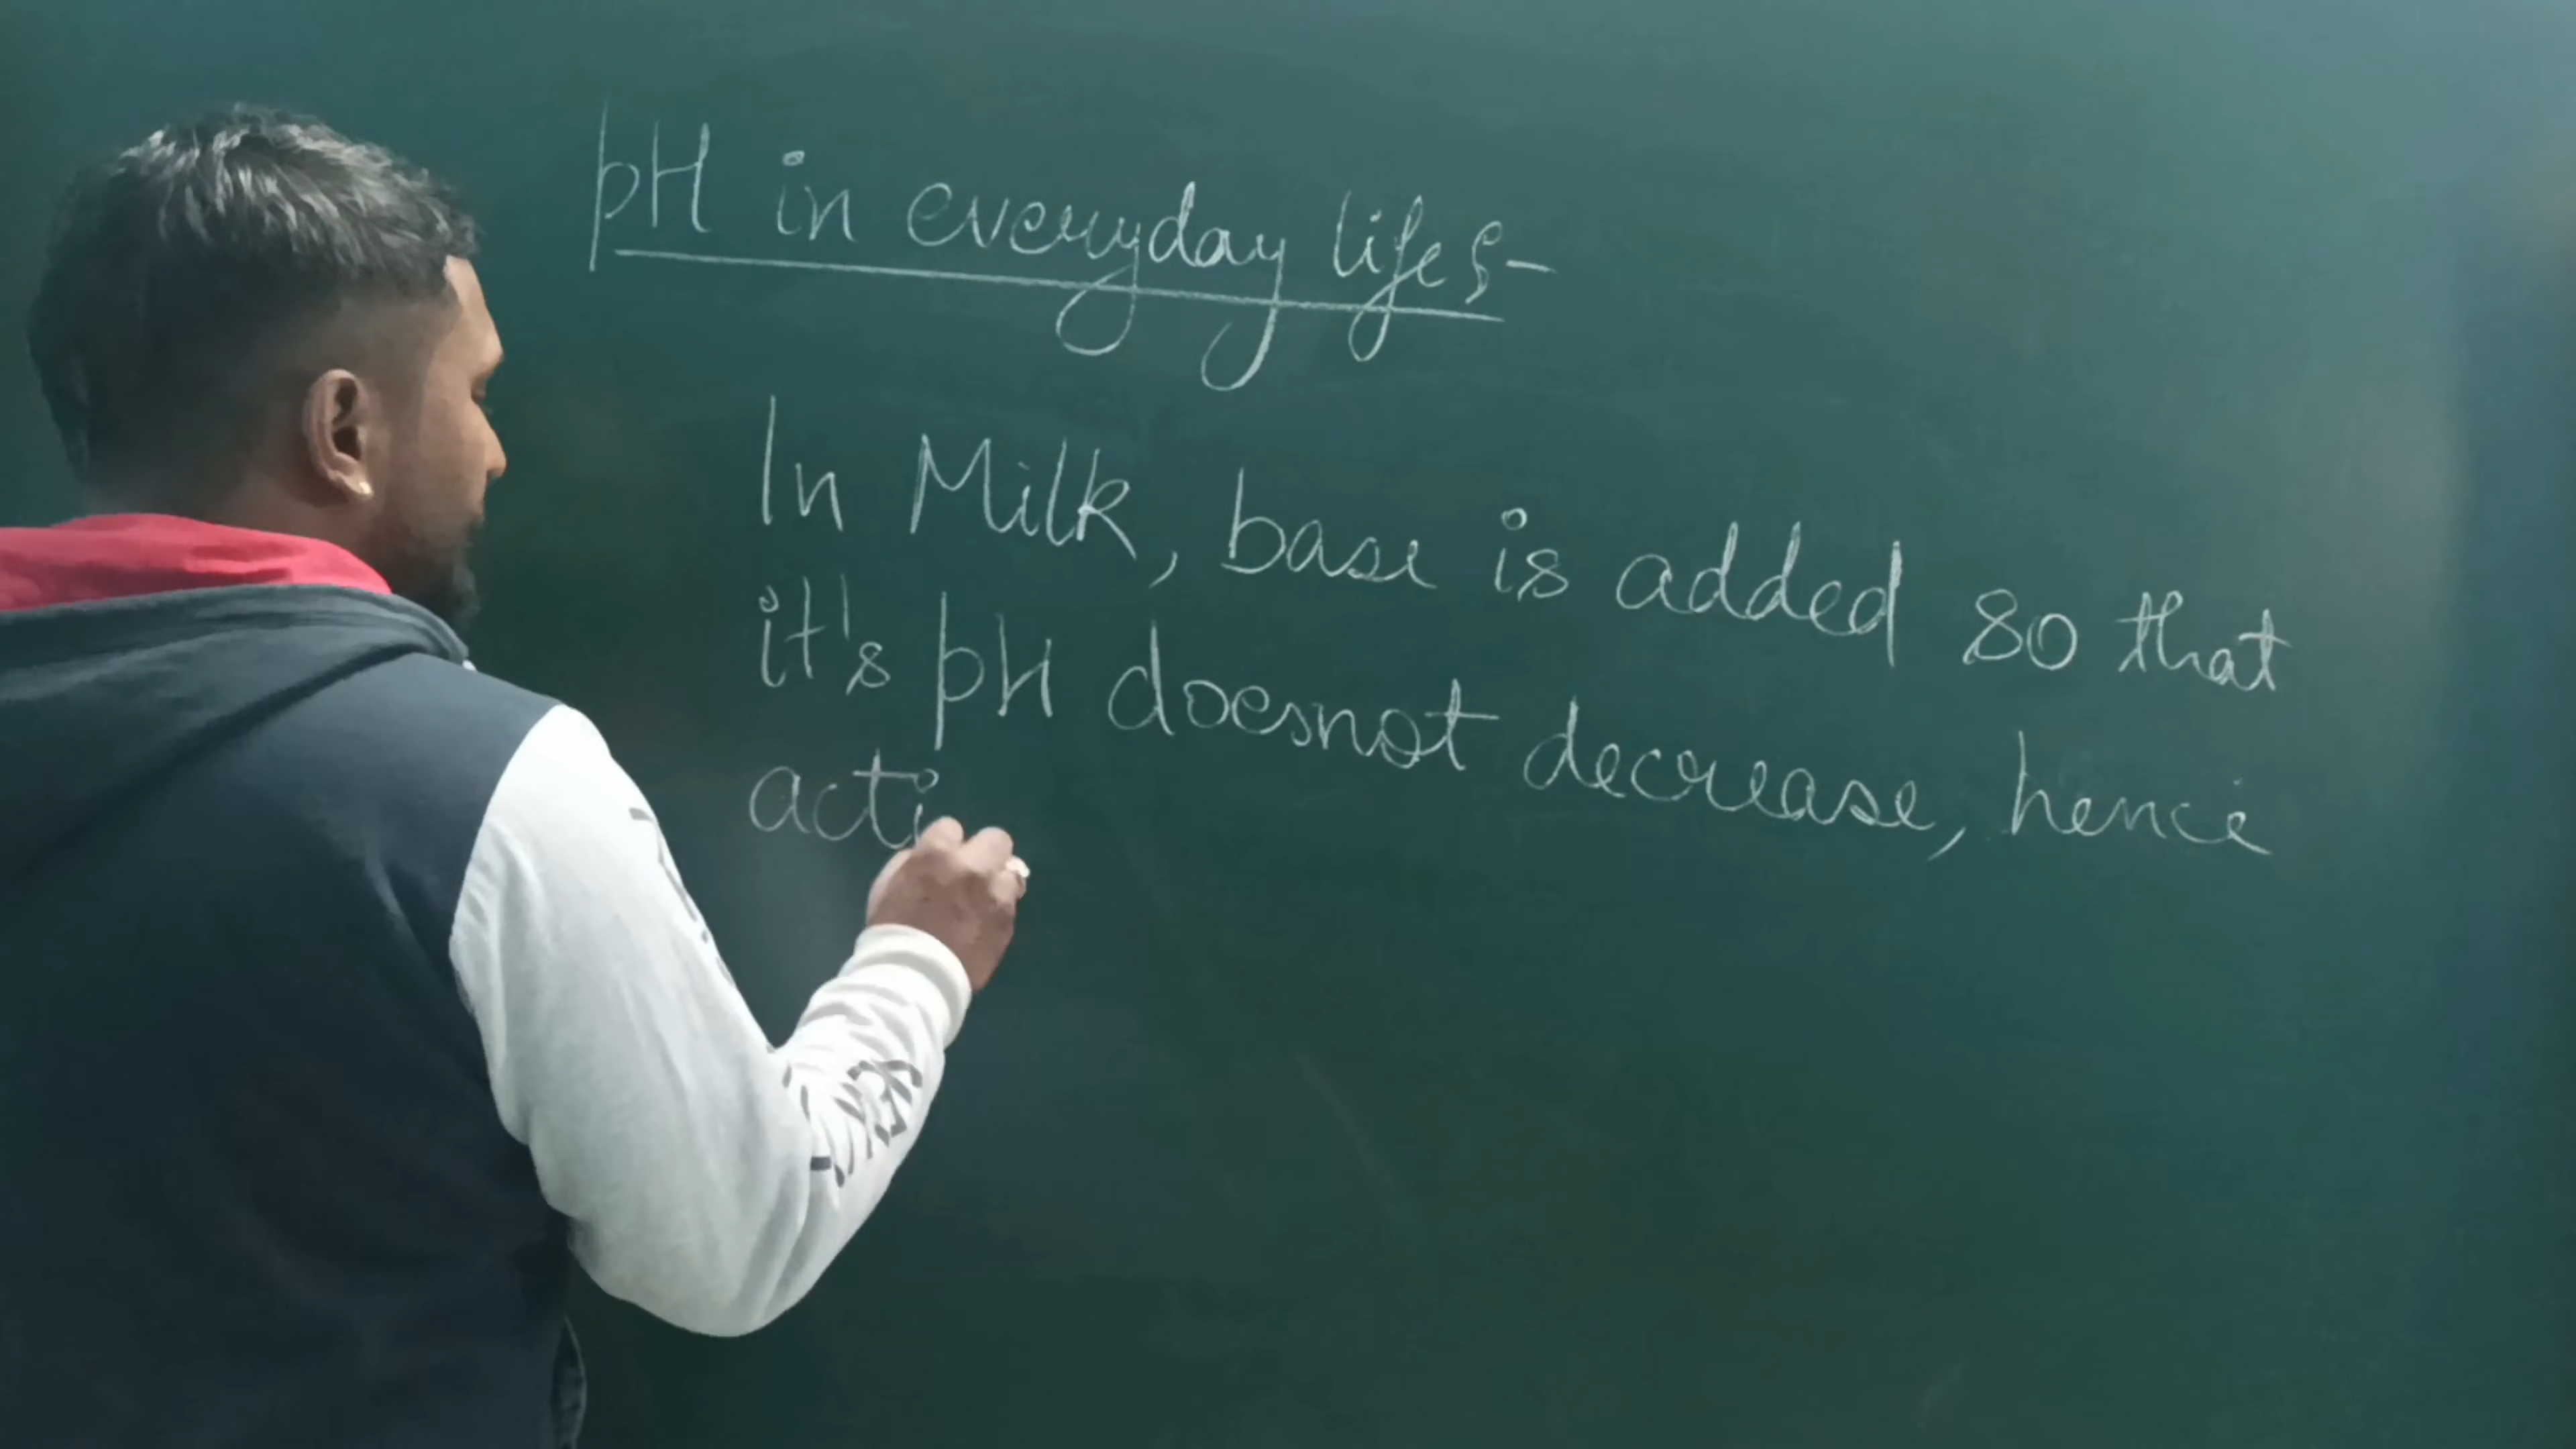 pH in everyday life :-
In Milk, base is added so that
it's pH doesnot decrease, hence
acti